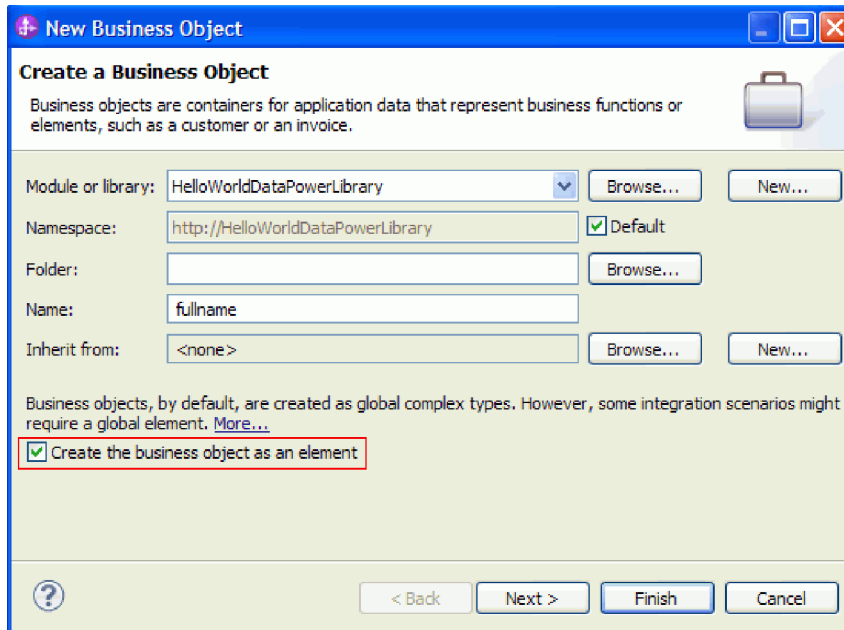 New Business Object
Create a Business Object
Business objects are containers for application data that represent business functions or
elements, such as a customer or an invoice.
Module or library: HelloWorldDataPowerLibrary Browse... New...
Namespace: http://HelloWorldDataPowerLibrary Default
Folder: Browse...
Name: fullname
Inherit from: <none> Browse... New...
Business objects, by default, are created as global complex types. However, some integration scenarios might
require a global element. More...
Create the business object as an element
? < Back Next > Finish Cancel